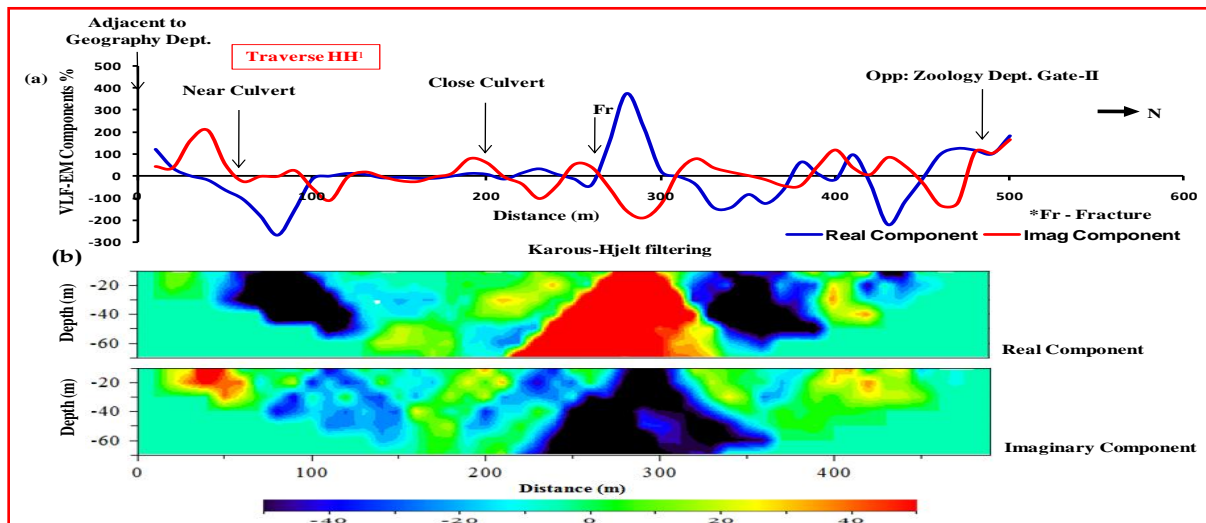 Adjacent to
Geography Dept.
Traverse HH¹
(a)
Near Culvert
Close Culvert
Fr
Opp: Zoology Dept. Gate-II
N
VLF-EM Components %
500
400
300
200
100
0
-100
-200
-300
0 100 200 300 400 500 600
Distance (m)
*Fr - Fracture
Real Component Imag Component
Karous-Hjelt filtering
(b)
Depth (m)
-20
-40
-60
Real Component
Depth (m)
-20
-40
-60
Imaginary Component
0 100 200 300 400
Distance (m)
-40 -20 0 20 40